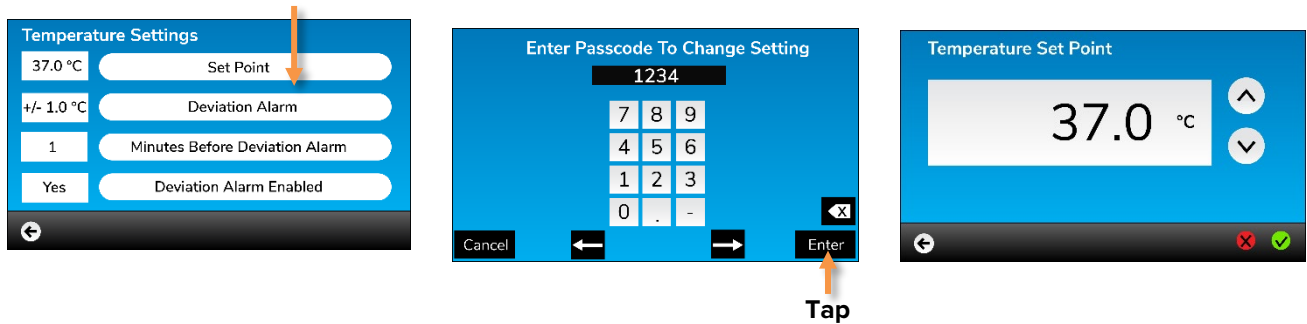 Temperature Settings
37.0 °C Set Point
+/- 1.0 °C Deviation Alarm
1 Minutes Before Deviation Alarm
Yes Deviation Alarm Enabled
Enter Passcode To Change Setting
1234
7 8 9
4 5 6
1 2 3
0 . -
X
Cancel Enter
Tap
Temperature Set Point
37.0 °C